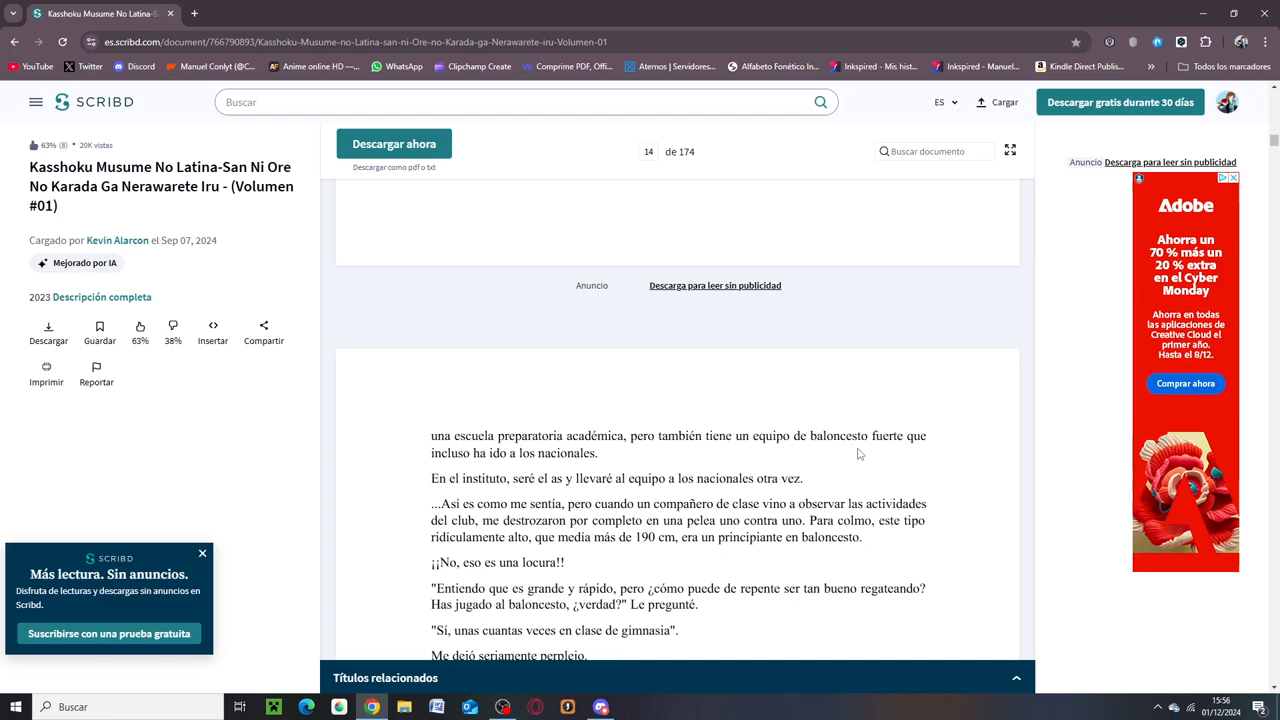 Kasshoku Musume No Latina-S
es.scribd.com/document/766790893/Kasshoku-Musume-no-Latina-san-ni-Ore-no-Karada-ga-Nerawarete-iru-Volumen-01
YouTube
Twitter
Discord
Manuel Conlyt (@C...
Anime online HD —...
WhatsApp
Clipchamp Create
Comprime PDF, Offi...
Aternos | Servidores...
Alfabeto Fonético In...
Inkspired - Mis hist...
Inkspired - Manuel...
Kindle Direct Publis...
SCRIBD
Buscar
ES
Cargar
Descargar gratis durante 30 días
63% (8) • 20K vistas
Kasshoku Musume No Latina-San Ni Ore
No Karada Ga Nerawarete Iru - (Volumen
#01)
Cargado por Kevin Alarcon el Sep 07, 2024
Mejorado por IA
2023 Descripción completa
Descargar
Guardar
63%
38%
Insertar
Compartir
Imprimir
Reportar
SCRIBD
Más lectura. Sin anuncios.
Disfruta de lecturas y descargas sin anuncios en
Scribd.
Suscribirse con una prueba gratuita
Descargar ahora
Descargar como pdf o txt
14 de 174
Buscar documento
Anuncio Descarga para leer sin publicidad
una escuela preparatoria académica, pero también tiene un equipo de baloncesto fuerte que
incluso ha ido a los nacionales.
En el instituto, seré el as y llevaré al equipo a los nacionales otra vez.
...Así es como me sentía, pero cuando un compañero de clase vino a observar las actividades
del club, me destrozaron por completo en una pelea uno contra uno. Para colmo, este tipo
ridículamente alto, que medía más de 190 cm, era un principiante en baloncesto.
¡¡No, eso es una locura!!
"Entiendo que es grande y rápido, pero ¿cómo puede de repente ser tan bueno regateando?
Has jugado al baloncesto, ¿verdad?" Le pregunté.
"Sí, unas cuantas veces en clase de gimnasia".
Me dejó seriamente perplejo.
Títulos relacionados
Anuncio Descarga para leer sin publicidad
Adobe
Ahorra un
70 % más un
20 % extra
en el Cyber
Monday
Ahorra en todas
las aplicaciones de
Creative Cloud el
primer año.
Hasta el 8/12.
Comprar ahora
Buscar
15:56
01/12/2024